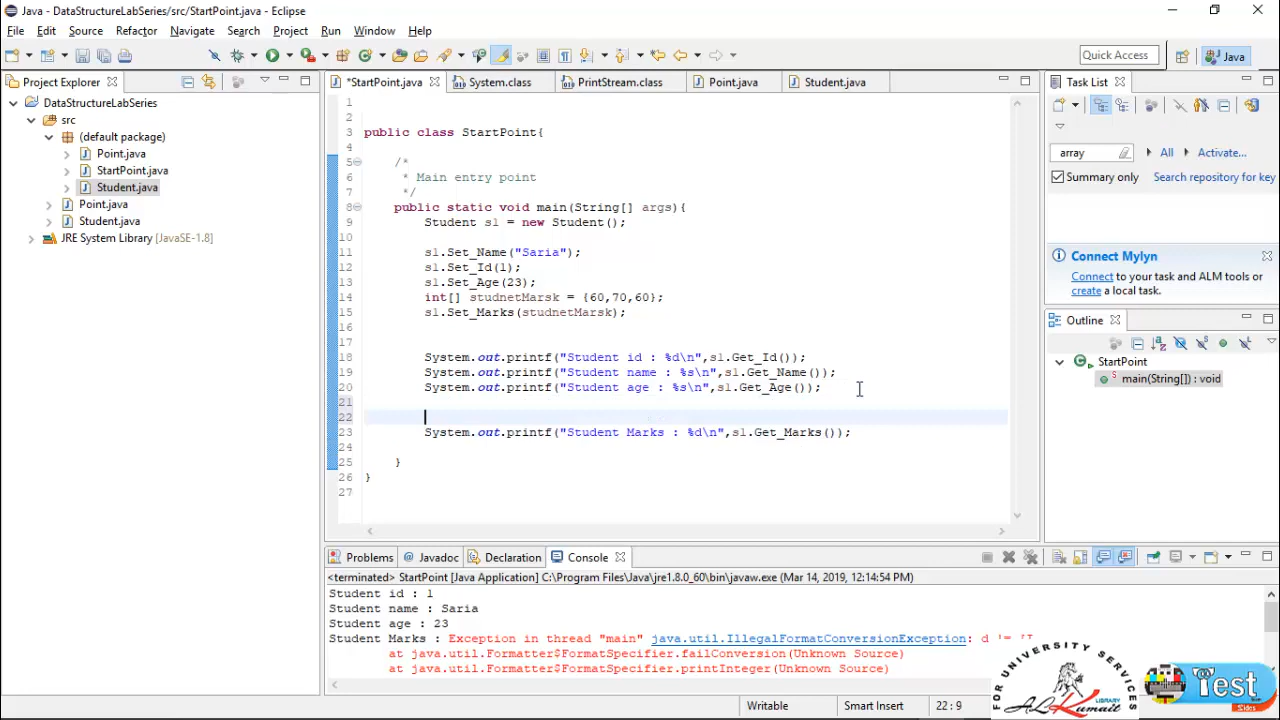 Java - DataStructureLabSeries/src/StartPoint.java - Eclipse
File Edit Source Refactor Navigate Search Project Run Window Help
Quick Access
Java
Project Explorer
*StartPoint.java System.class PrintStream.class Point.java Student.java
Task List
DataStructureLabSeries
src
(default package)
Point.java
StartPoint.java
Student.java
Point.java
Student.java
JRE System Library [JavaSE-1.8]
1
2
3 public class StartPoint{
4
5 /*
6 * Main entry point
7 */
8 public static void main(String[] args){
9 Student s1 = new Student();
10
11 s1.Set_Name("Saria");
12 s1.Set_Id(1);
13 s1.Set_Age(23);
14 int[] studnetMarsk = {60,70,60};
15 s1.Set_Marks(studnetMarsk);
16
17
18 System.out.printf("Student id : %d\n",s1.Get_Id());
19 System.out.printf("Student name : %s\n",s1.Get_Name());
20 System.out.printf("Student age : %s\n",s1.Get_Age());
21
22
23 System.out.printf("Student Marks : %d\n",s1.Get_Marks());
24
25 }
26 }
27
array
All Activate...
Summary only Search repository for key
Connect Mylyn
Connect to your task and ALM tools or
create a local task.
Outline
StartPoint
main(String[]) : void
Problems Javadoc Declaration Console
<terminated> StartPoint [Java Application] C:\Program Files\Java\jre1.8.0_60\bin\javaw.exe (Mar 14, 2019, 12:14:54 PM)
Student id : 1
Student name : Saria
Student age : 23
Student Marks : Exception in thread "main" java.util.IllegalFormatConversionException: d != [I
at java.util.Formatter$FormatSpecifier.failConversion(Unknown Source)
at java.util.Formatter$FormatSpecifier.printInteger(Unknown Source)
Writable Smart Insert 22 : 9
FOR UNIVERSITY SERVICES
LIBRARY
AL Kumait
Test
Slides